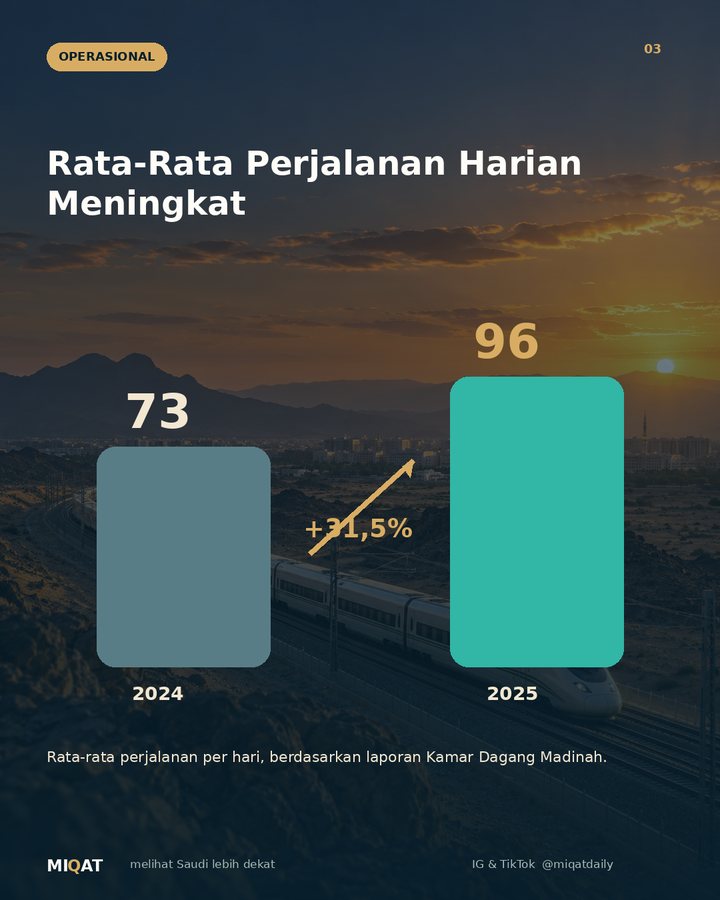 OPERASIONAL
03
Rata-Rata Perjalanan Harian
Meningkat
96
73
+31,5%
2024
2025
Rata-rata perjalanan per hari, berdasarkan laporan Kamar Dagang Madinah.
MIQAT
melihat Saudi lebih dekat
IG & TikTok @miqatdaily